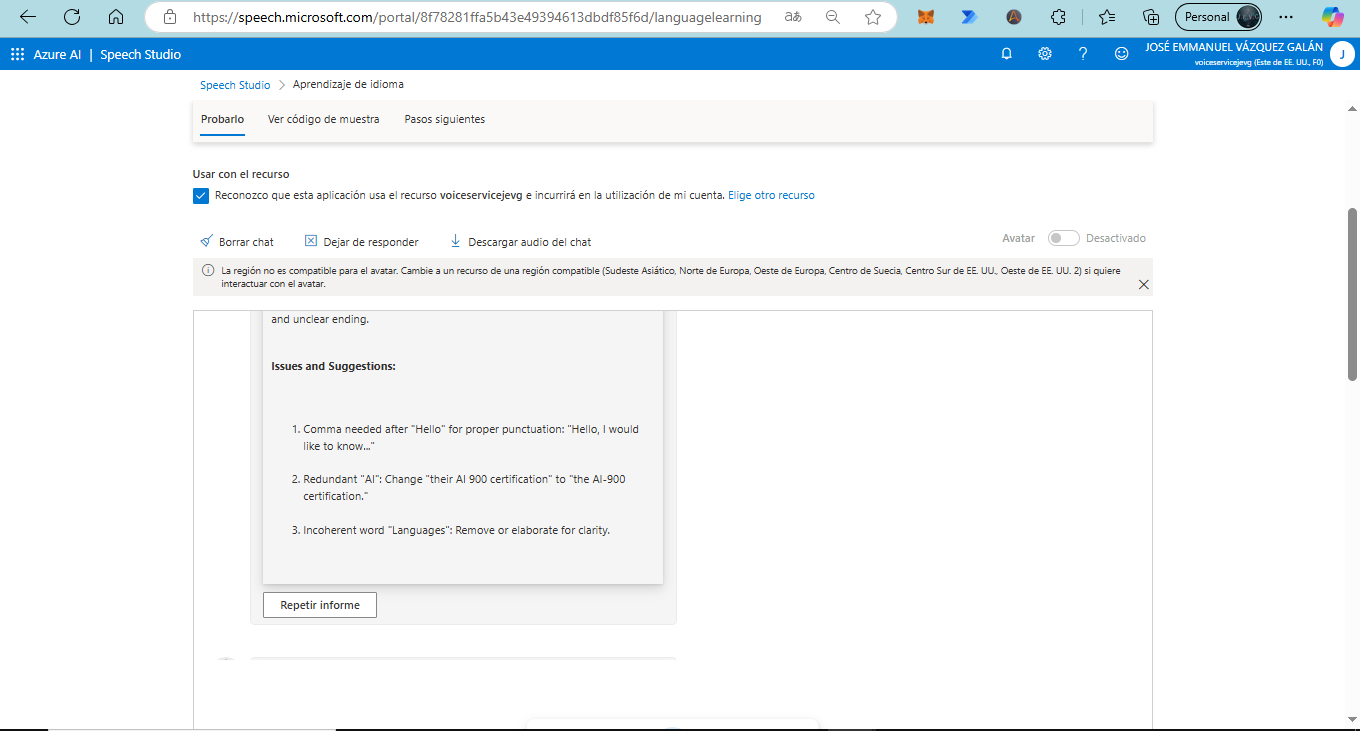 https://speech.microsoft.com/portal/8f78281ffa5b43e49394613dbdf85f6d/languagelearning
aあ
Personal
Azure AI | Speech Studio
JOSÉ EMMANUEL VÁZQUEZ GALÁN
voiceservicejevg (Este de EE. UU., F0)
J
Speech Studio > Aprendizaje de idioma
Probarlo Ver código de muestra Pasos siguientes
Usar con el recurso
Reconozco que esta aplicación usa el recurso voiceservicejevg e incurrirá en la utilización de mi cuenta. Elige otro recurso
Borrar chat Dejar de responder Descargar audio del chat
Avatar Desactivado
La región no es compatible para el avatar. Cambie a un recurso de una región compatible (Sudeste Asiático, Norte de Europa, Oeste de Europa, Centro de Suecia, Centro Sur de EE. UU., Oeste de EE. UU. 2) si quiere
interactuar con el avatar.
and unclear ending.
Issues and Suggestions:
1. Comma needed after "Hello" for proper punctuation: "Hello, I would
like to know..."
2. Redundant "AI": Change "their AI 900 certification" to "the AI-900
certification."
3. Incoherent word "Languages": Remove or elaborate for clarity.
Repetir informe